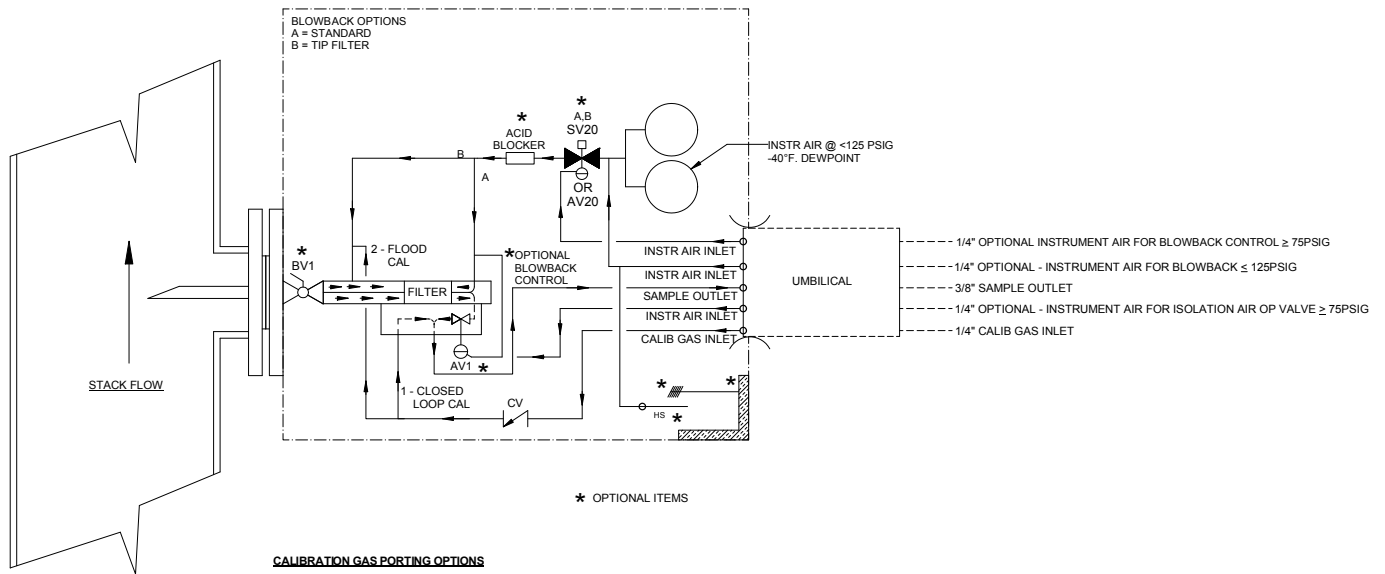 BLOWBACK OPTIONS
A = STANDARD
B = TIP FILTER
*
A,B
SV20
*
ACID
BLOCKER
B
A
OR
AV20
INSTR AIR @ <125 PSIG
-40°F. DEWPOINT
*
BV1
2 - FLOOD
CAL
*OPTIONAL
BLOWBACK
CONTROL
FILTER
INSTR AIR INLET
INSTR AIR INLET
SAMPLE OUTLET
INSTR AIR INLET
CALIB GAS INLET
UMBILICAL
1/4" OPTIONAL INSTRUMENT AIR FOR BLOWBACK CONTROL ≥ 75PSIG
1/4" OPTIONAL - INSTRUMENT AIR FOR BLOWBACK ≤ 125PSIG
3/8" SAMPLE OUTLET
1/4" OPTIONAL - INSTRUMENT AIR FOR ISOLATION AIR OP VALVE ≥ 75PSIG
1/4" CALIB GAS INLET
AV1 *
STACK FLOW
1 - CLOSED
LOOP CAL
CV
*
*
HS *
* OPTIONAL ITEMS
CALIBRATION GAS PORTING OPTIONS